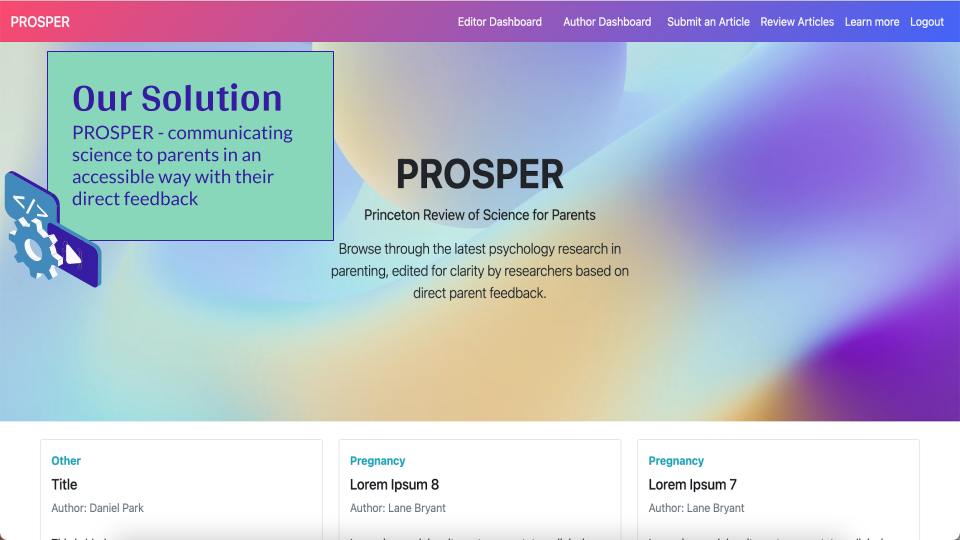 PROSPER
Editor Dashboard Author Dashboard Submit an Article Review Articles Learn more Logout
Our Solution
PROSPER - communicating
science to parents in an
accessible way with their
direct feedback
</>
PROSPER
Princeton Review of Science for Parents
Browse through the latest psychology research in
parenting, edited for clarity by researchers based on
direct parent feedback.
Other
Title
Author: Daniel Park
Pregnancy
Lorem Ipsum 8
Author: Lane Bryant
Pregnancy
Lorem Ipsum 7
Author: Lane Bryant